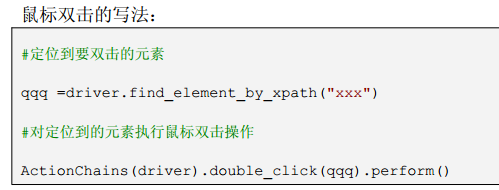 鼠标双击的写法：
#定位到要双击的元素
qqq =driver.find_element_by_xpath("xxx")
#对定位到的元素执行鼠标双击操作
ActionChains(driver).double_click(qqq).perform()